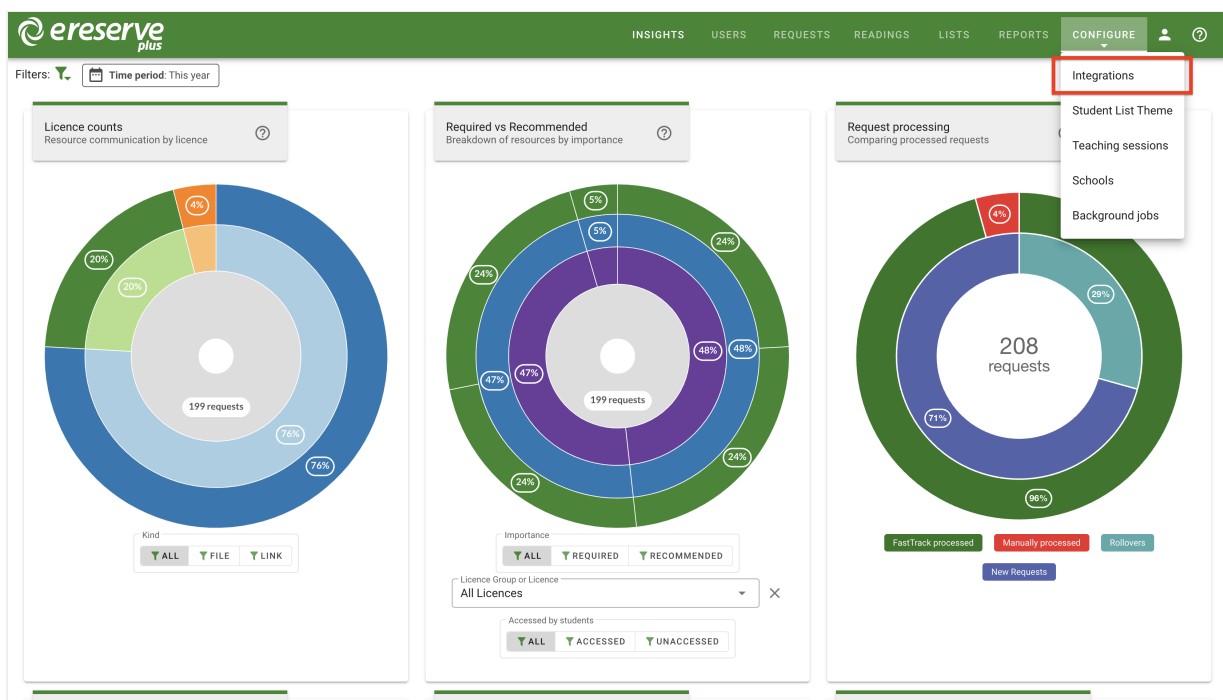 ereserve
plus
INSIGHTS USERS REQUESTS READINGS LISTS REPORTS CONFIGURE
Filters: Time period: This year
Integrations
Student List Theme
Teaching sessions
Schools
Background jobs
Licence counts
Resource communication by licence
4%
20%
20%
199 requests
76%
76%
Kind
ALL FILE LINK
Required vs Recommended
Breakdown of resources by importance
5%
5%
24%
24%
48%
48%
47%
47%
199 requests
24%
24%
Importance
ALL REQUIRED RECOMMENDED
Licence Group or Licence
All Licences
Accessed by students
ALL ACCESSED UNACCESSED
Request processing
Comparing processed requests
4%
29%
208
requests
71%
96%
FastTrack processed Manually processed Rollovers
New Requests